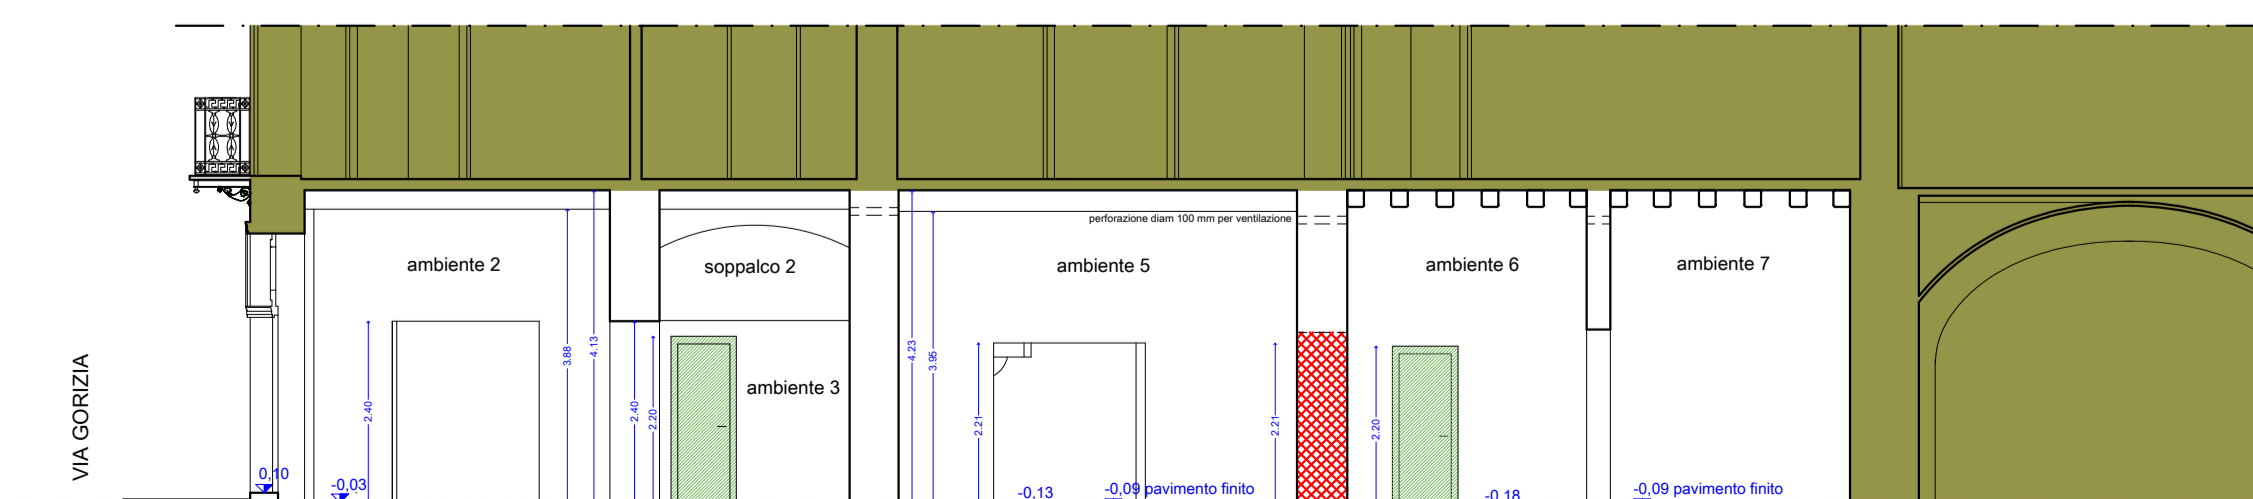 perforazione diam 100 mm per ventilazione
ambiente 2
soppalco 2
ambiente 5
ambiente 6
ambiente 7
3.88
4.13
4.23
3.95
ambiente 3
VIA GORIZIA
2.40
2.40
2.20
2.21
2.21
2.20
0,10
-0,03
-0,13
-0,09 pavimento finito
-0,18
-0,09 pavimento finito